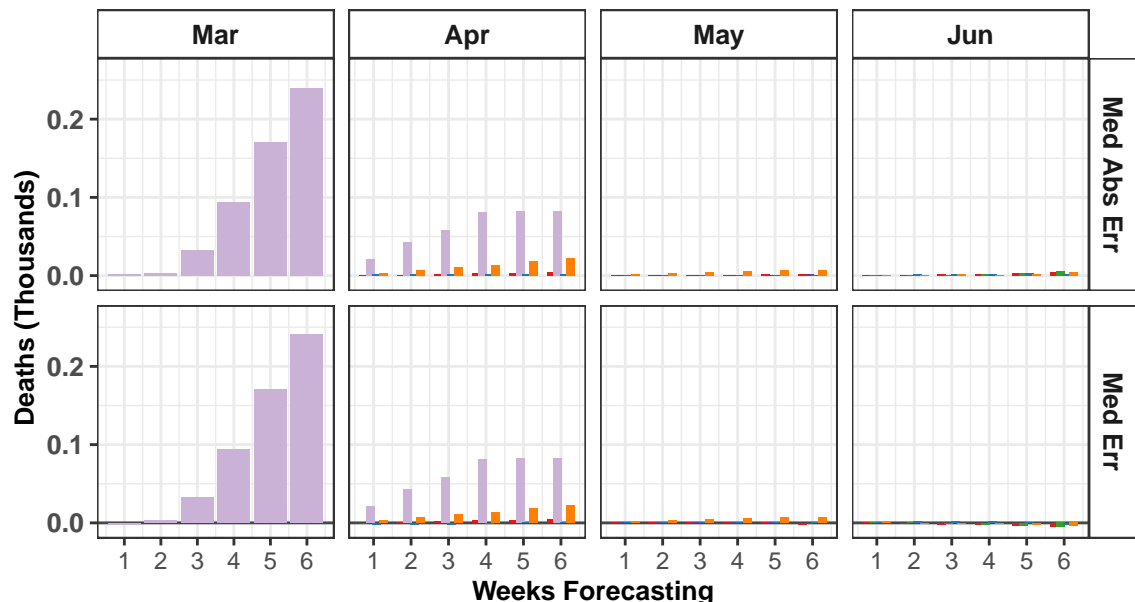 Mar Apr May Jun
Deaths (Thousands)
0.2
0.1
0.0
Med Abs Err
0.2
0.1
0.0
Med Err
1 2 3 4 5 6 1 2 3 4 5 6 1 2 3 4 5 6 1 2 3 4 5 6
Weeks Forecasting